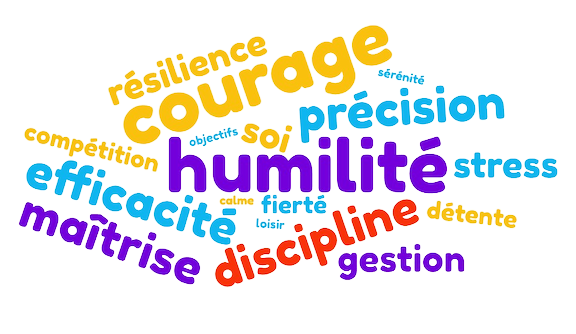 résilience
courage
sérénité
précision
objectifs
soi
compétition
humilité
stress
efficacité
calme
fierté
loisir
détente
maîtrise
discipline
gestion